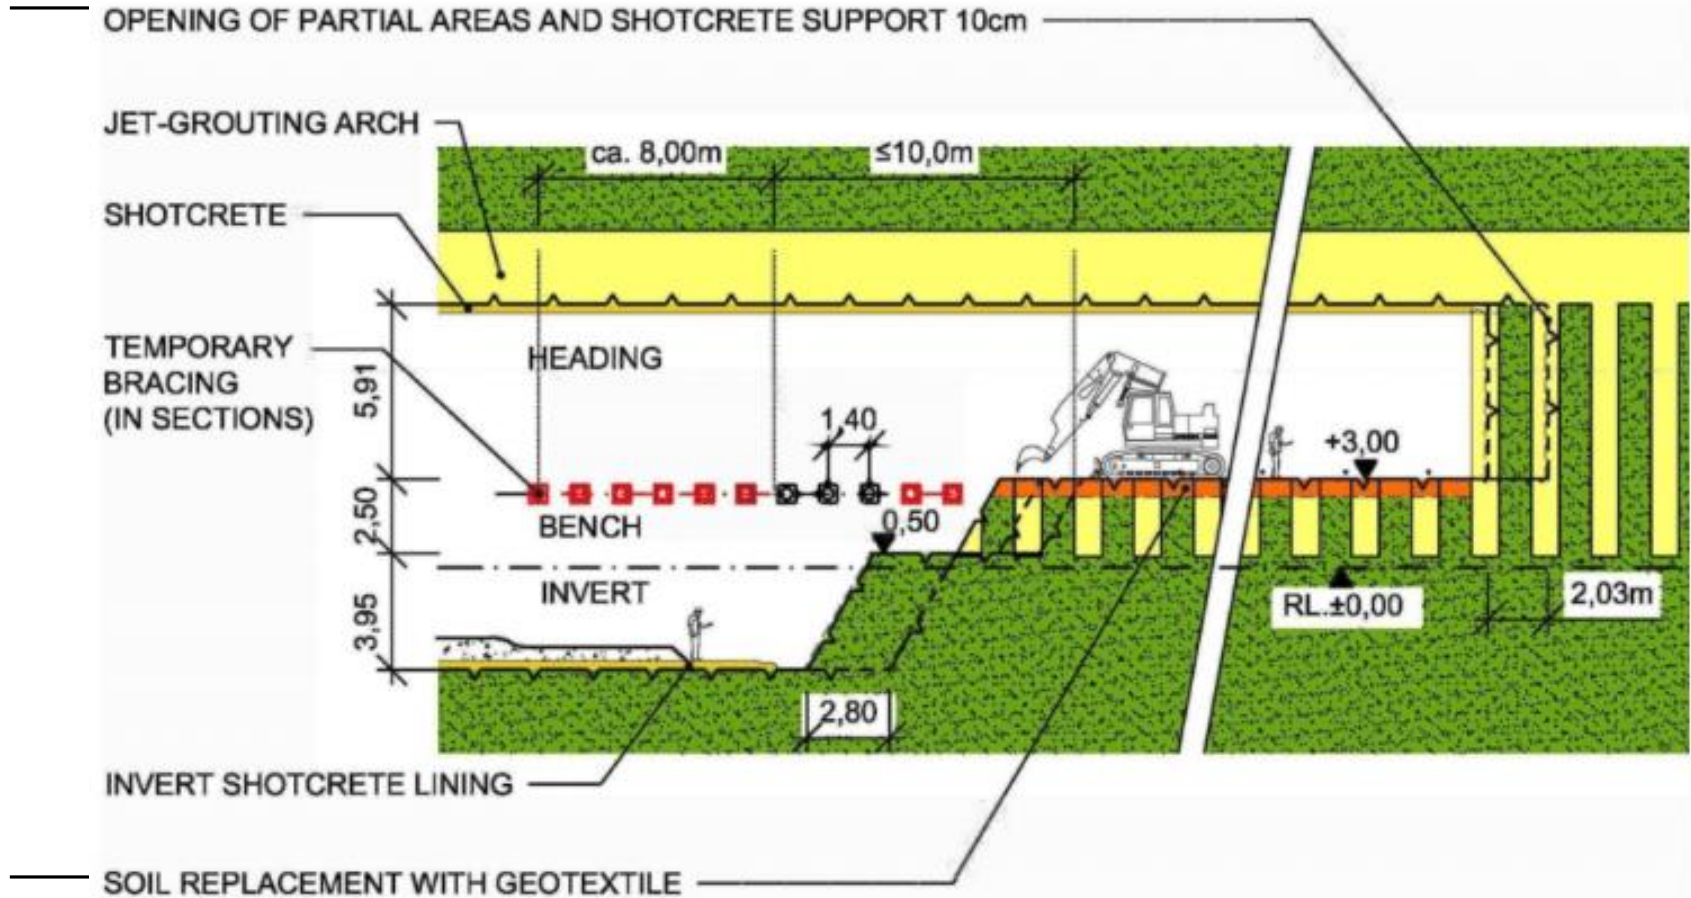 OPENING OF PARTIAL AREAS AND SHOTCRETE SUPPORT 10cm
JET-GROUTING ARCH
ca. 8,00m
≤10,0m
SHOTCRETE
TEMPORARY
BRACING
(IN SECTIONS)
HEADING
5,91
1,40
+3,00
2,50
BENCH
0,50
INVERT
3,95
RL.±0,00
2,03m
2,80
INVERT SHOTCRETE LINING
SOIL REPLACEMENT WITH GEOTEXTILE